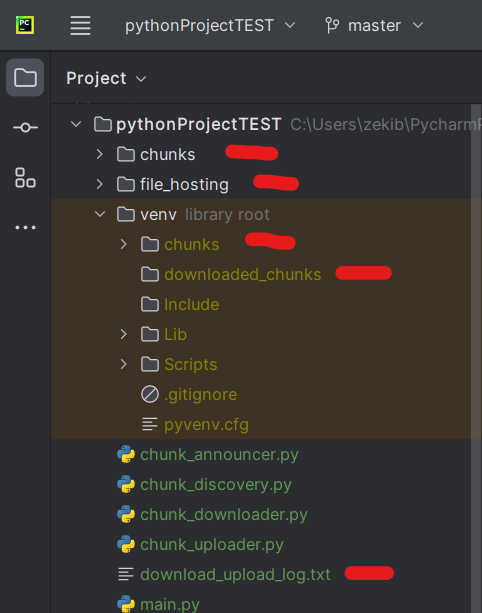 PC
pythonProjectTEST master
Project
pythonProjectTEST C:\Users\zekib\PycharmP
chunks
file_hosting
venv library root
chunks
downloaded_chunks
Include
Lib
Scripts
.gitignore
pyvenv.cfg
chunk_announcer.py
chunk_discovery.py
chunk_downloader.py
chunk_uploader.py
download_upload_log.txt
main.py